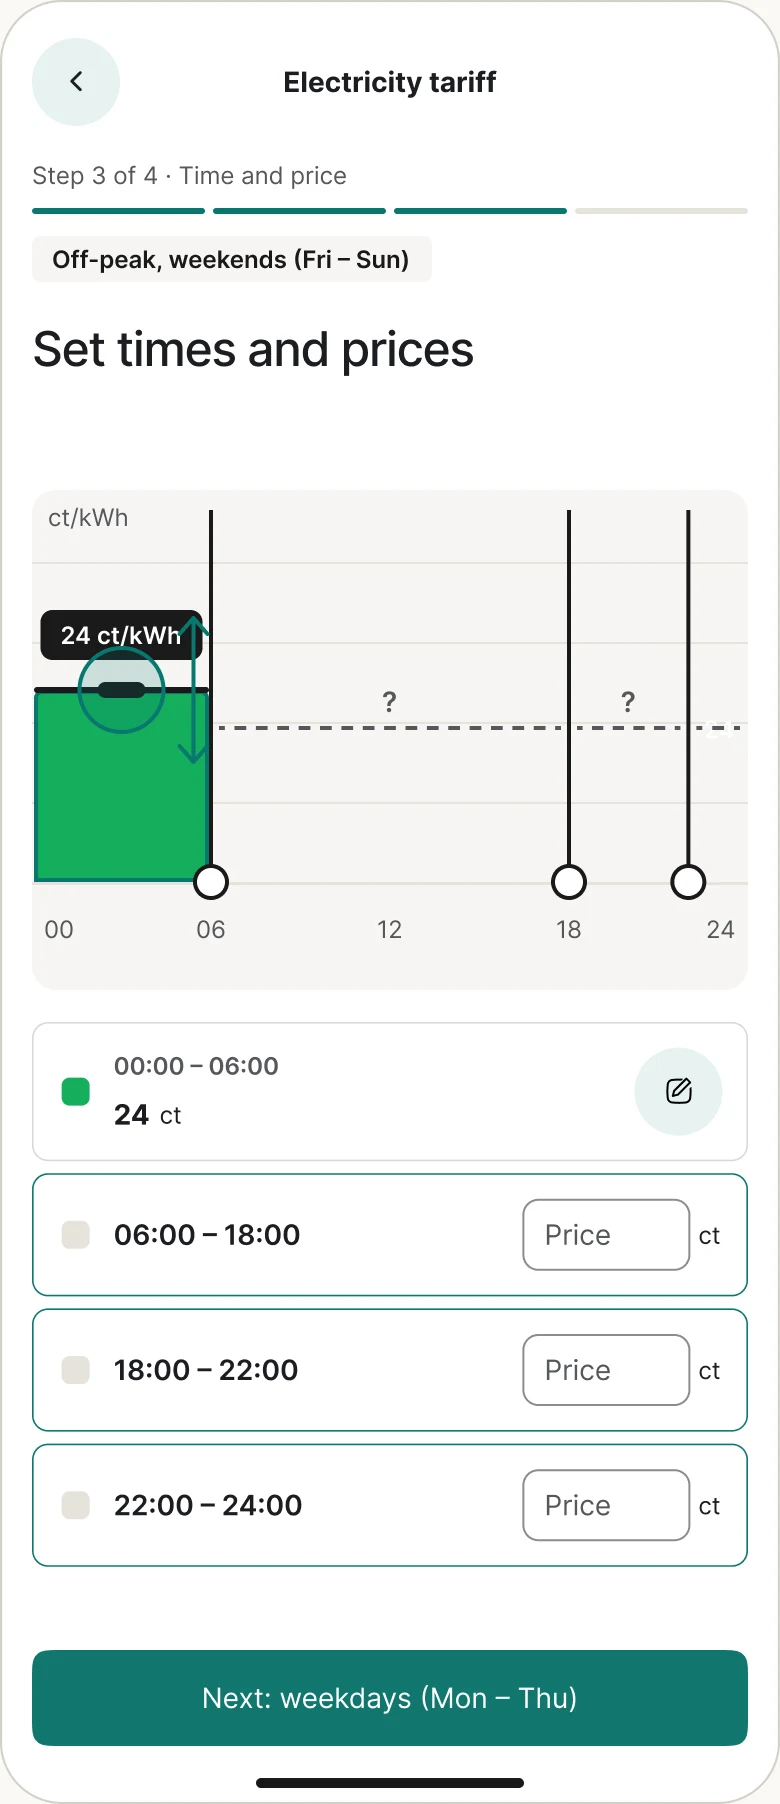 Electricity tariff
Step 3 of 4 · Time and price
Off-peak, weekends (Fri – Sun)
Set times and prices
ct/kWh
24 ct/kWh
?
?
24
00
06
12
18
24
00:00 – 06:00
24 ct
06:00 – 18:00
Price
ct
18:00 – 22:00
Price
ct
22:00 – 24:00
Price
ct
Next: weekdays (Mon – Thu)